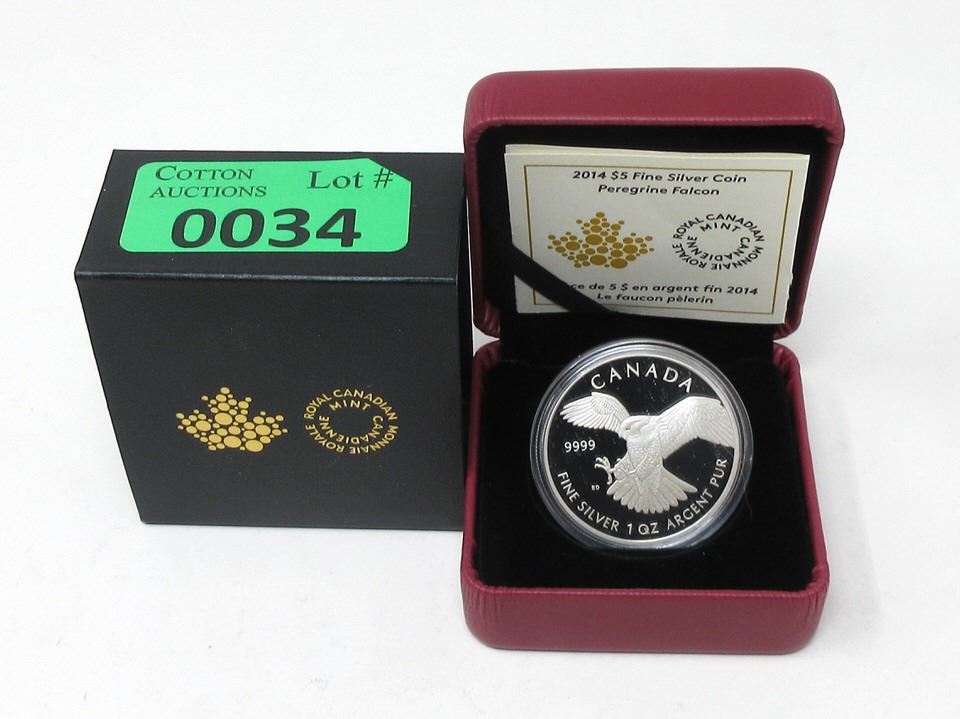 COTTON
AUCTIONS
Lot #
0034
ROYAL CANADIAN MINT
MONNAIE ROYALE CANADIENNE
2014 $5 Fine Silver Coin
Peregrine Falcon
ROYAL CANADIAN MINT
MONNAIE ROYALE CANADIENNE
ce de 5 $ en argent fin 2014
Le faucon pèlerin
CANADA
9999
ED
FINE SILVER 1 OZ ARGENT PUR